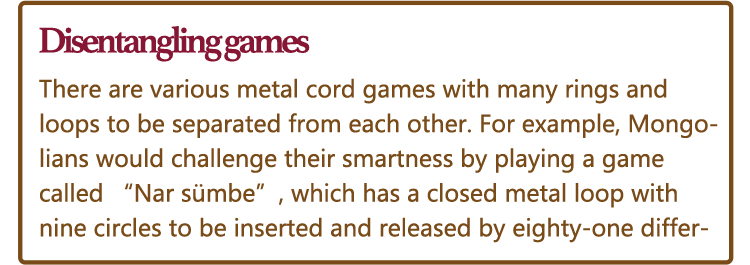 Disentangling games
There are various metal cord games with many rings and
loops to be separated from each other. For example, Mongo-
lians would challenge their smartness by playing a game
called “Nar sümbe”, which has a closed metal loop with
nine circles to be inserted and released by eighty-one differ-